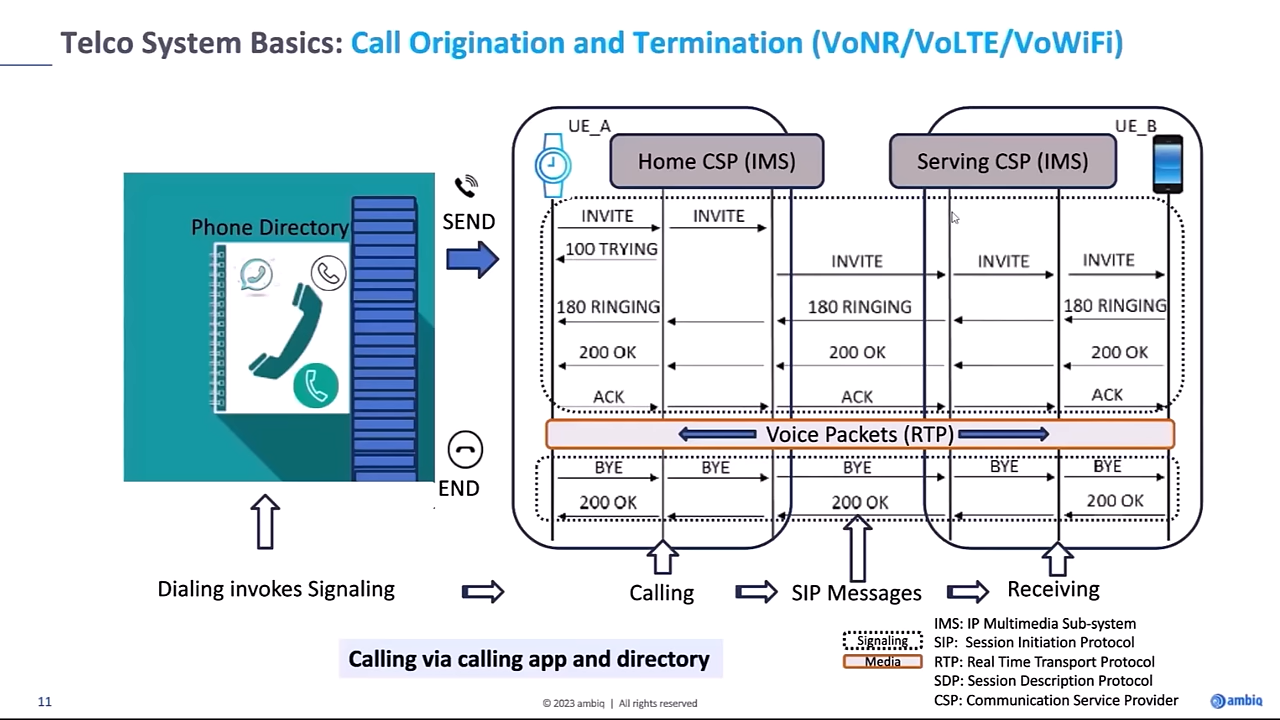 Telco System Basics: Call Origination and Termination (VoNR/VoLTE/VoWiFi)
UE_A
UE_B
Home CSP (IMS)
Serving CSP (IMS)
Phone Directory
SEND
INVITE
INVITE
100 TRYING
INVITE
INVITE
INVITE
180 RINGING
180 RINGING
180 RINGING
200 OK
200 OK
200 OK
ACK
ACK
ACK
Voice Packets (RTP)
END
BYE
BYE
BYE
BYE
BYE
200 OK
200 OK
200 OK
Dialing invokes Signaling
Calling
SIP Messages
Receiving
Calling via calling app and directory
Signaling
Media
IMS: IP Multimedia Sub-system
SIP: Session Initiation Protocol
RTP: Real Time Transport Protocol
SDP: Session Description Protocol
CSP: Communication Service Provider
11
© 2023 ambiq | All rights reserved
ambiq